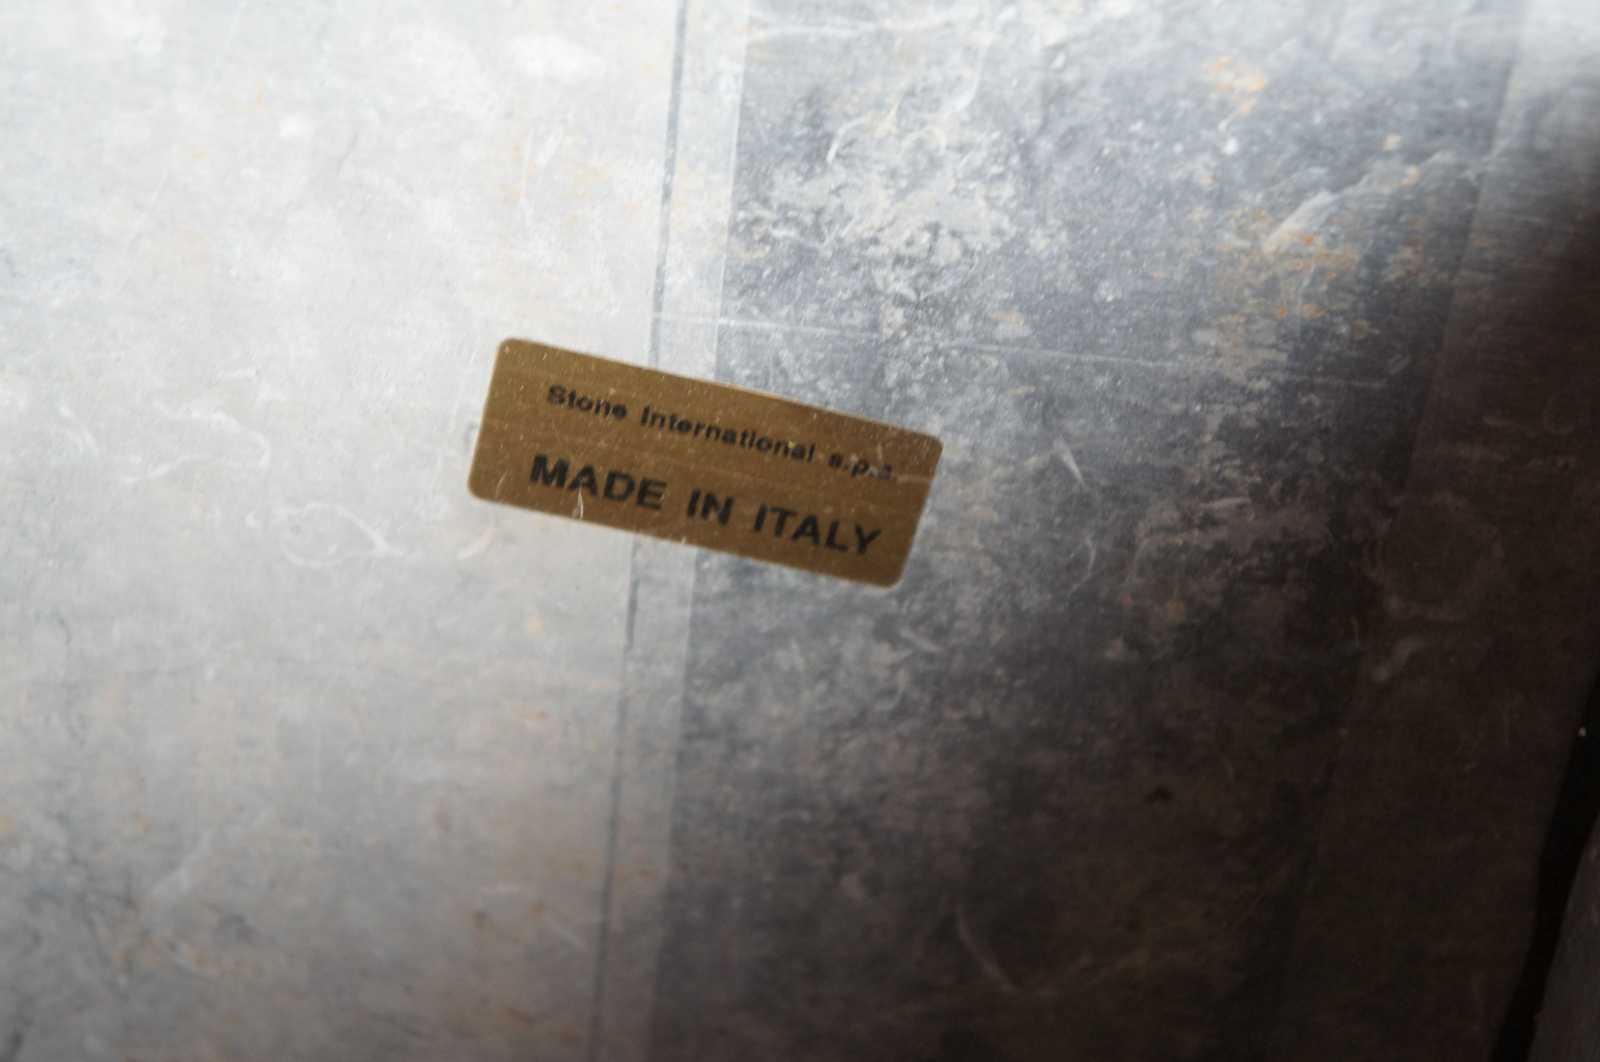 Stone International s.p.a.
MADE IN ITALY